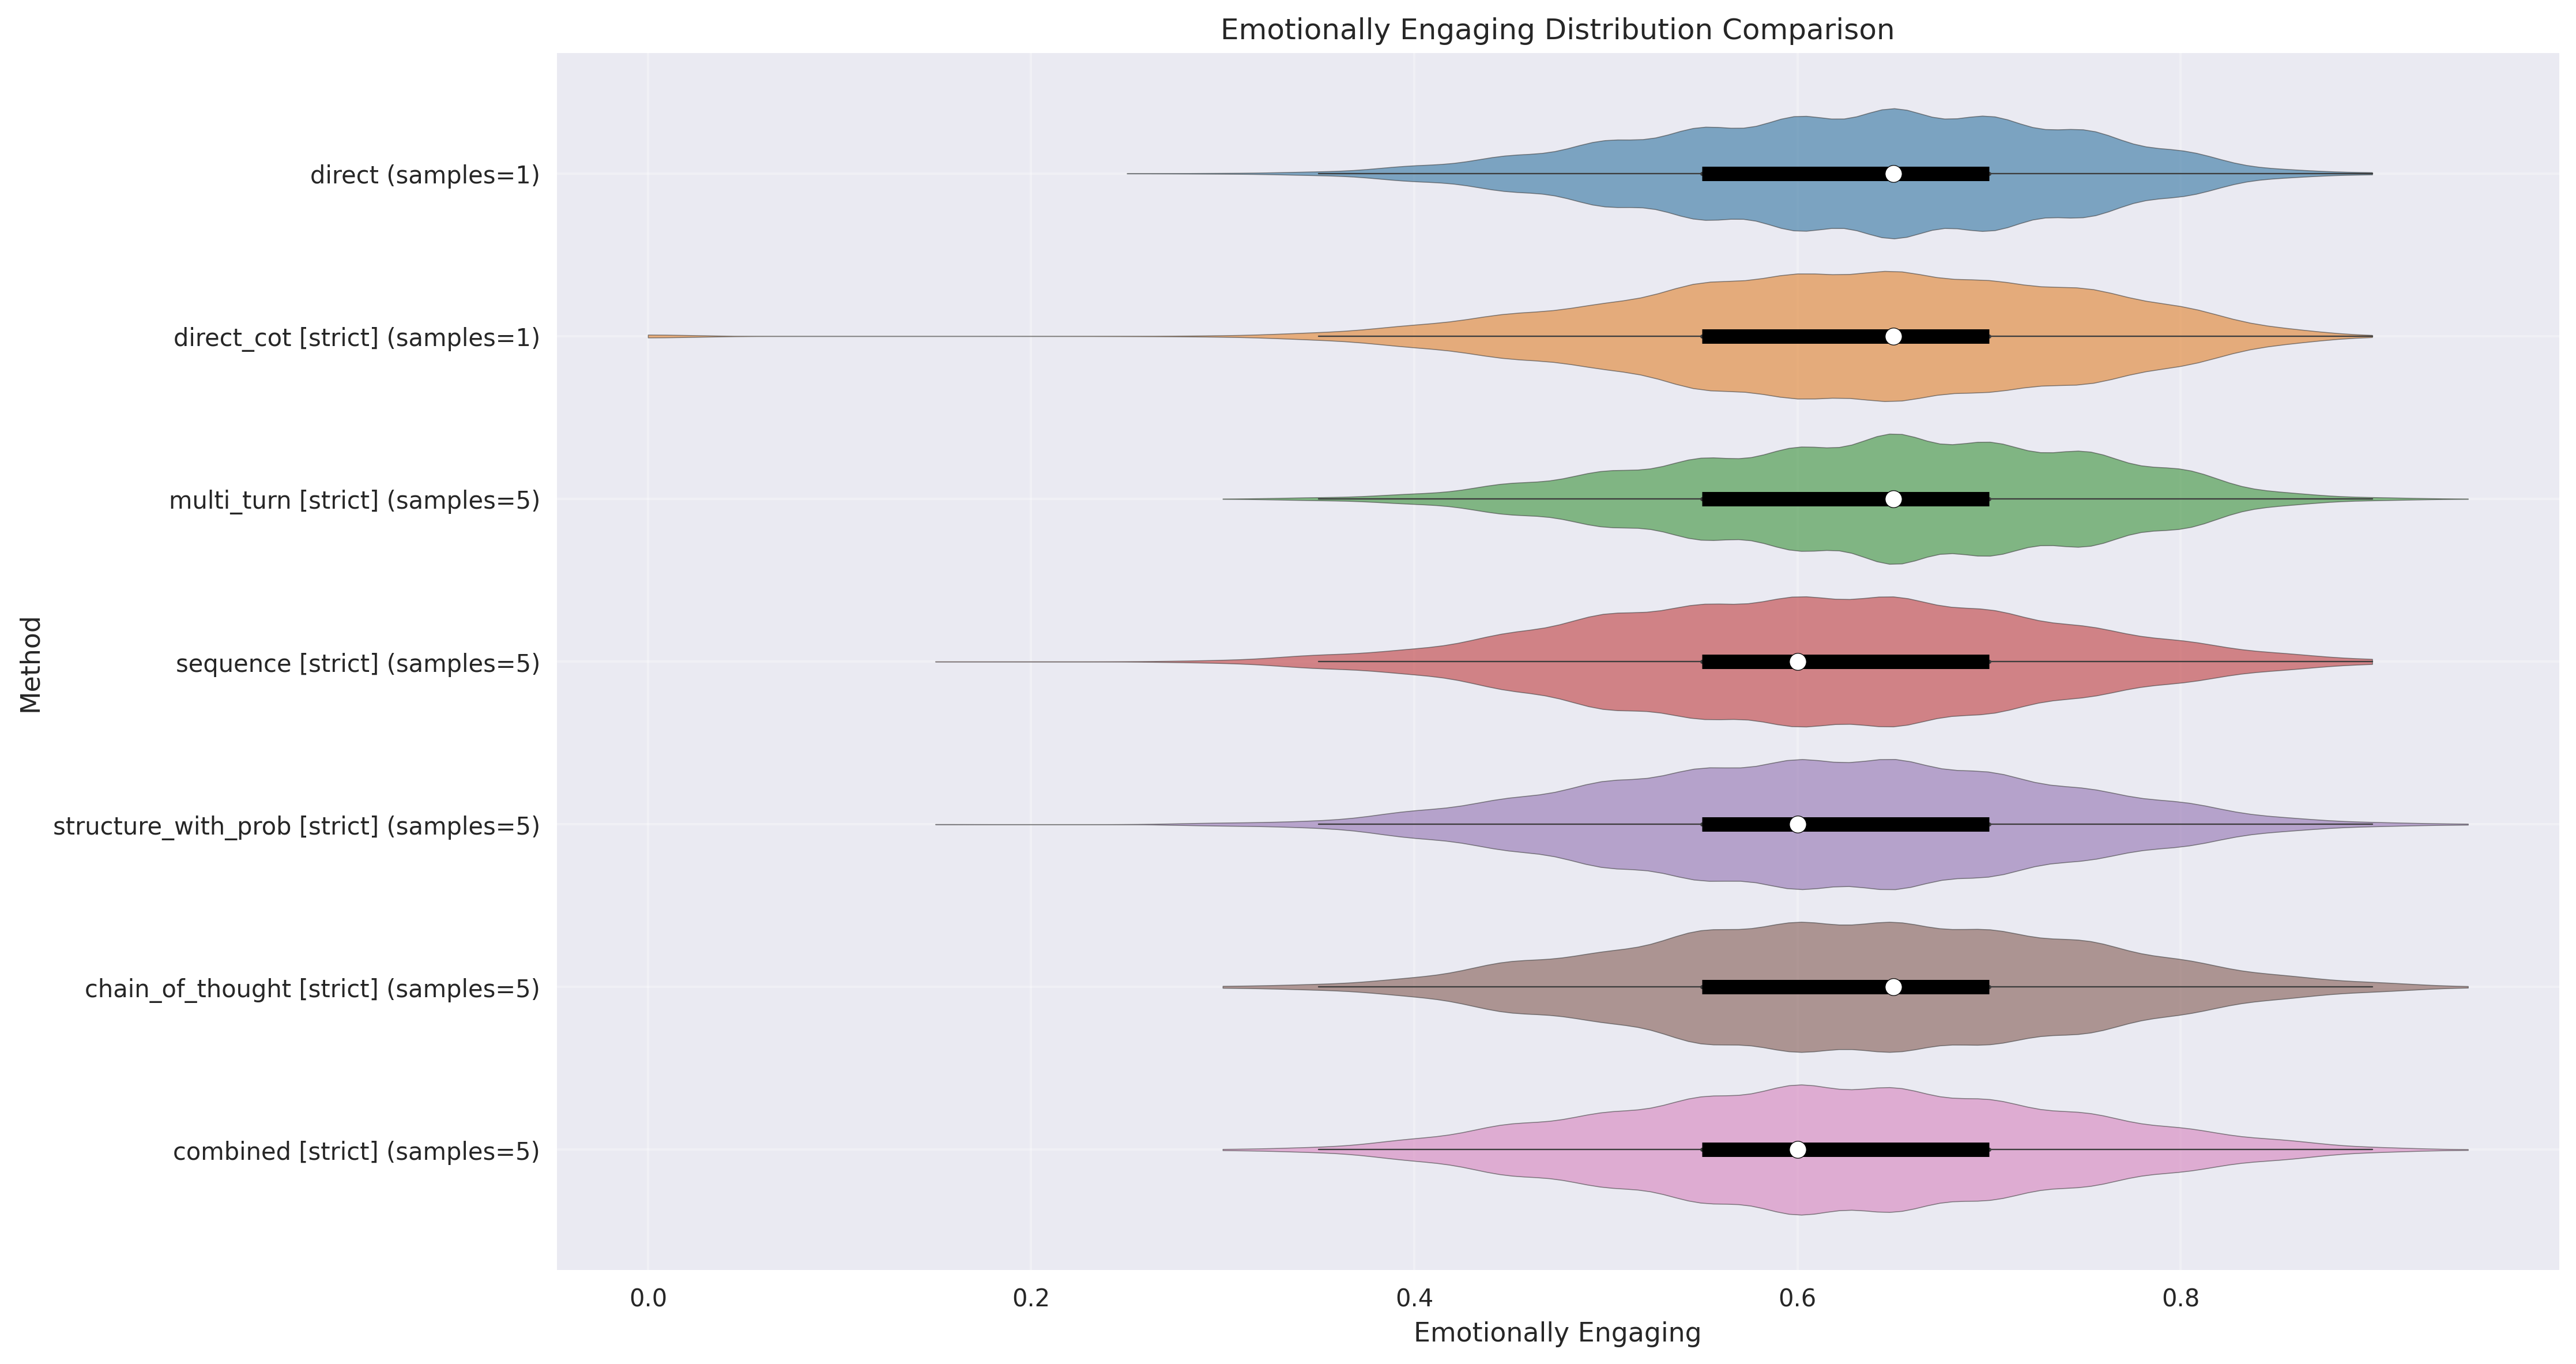 Emotionally Engaging Distribution Comparison
direct (samples=1)
direct_cot [strict] (samples=1)
multi_turn [strict] (samples=5)
sequence [strict] (samples=5)
structure_with_prob [strict] (samples=5)
chain_of_thought [strict] (samples=5)
combined [strict] (samples=5)
Method
0.0 0.2 0.4 0.6 0.8
Emotionally Engaging